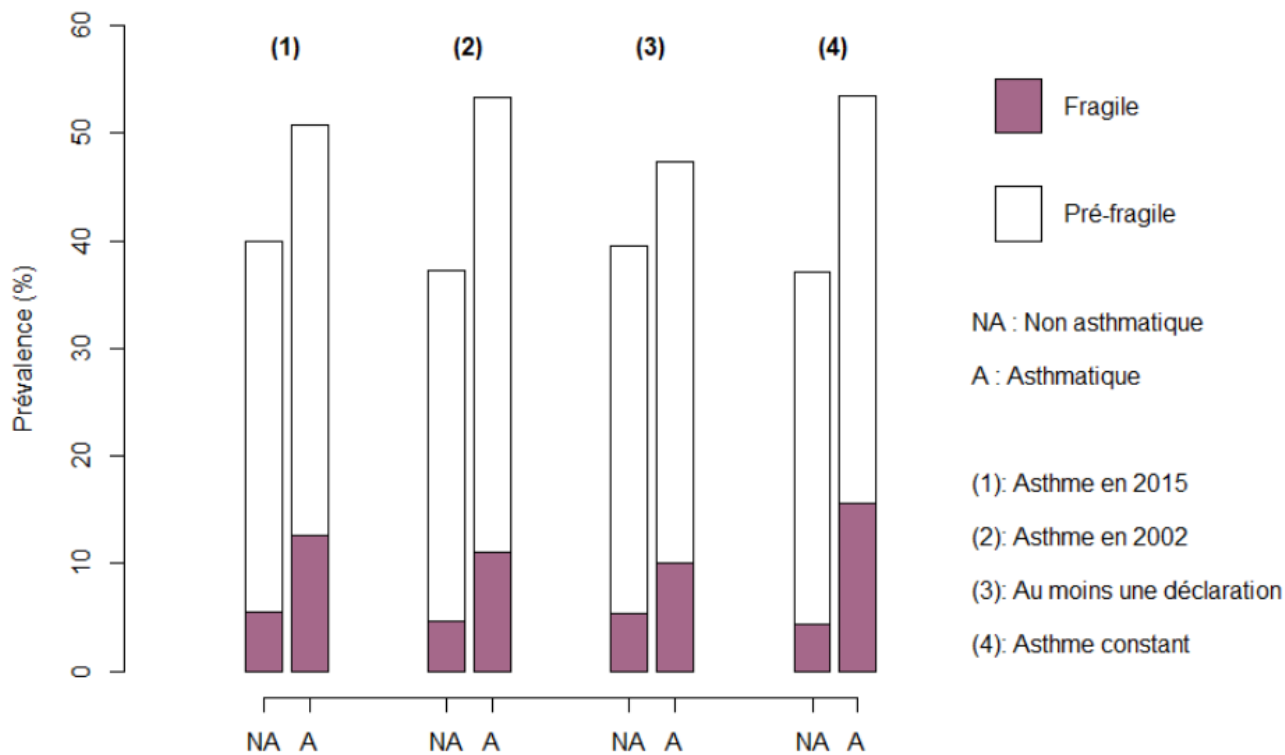 Prévalence (%)
60
50
40
30
20
10
0
(1) (2) (3) (4)
NA A NA A NA A NA A
Fragile
Pré-fragile
NA : Non asthmatique
A : Asthmatique
(1): Asthme en 2015
(2): Asthme en 2002
(3): Au moins une déclaration
(4): Asthme constant